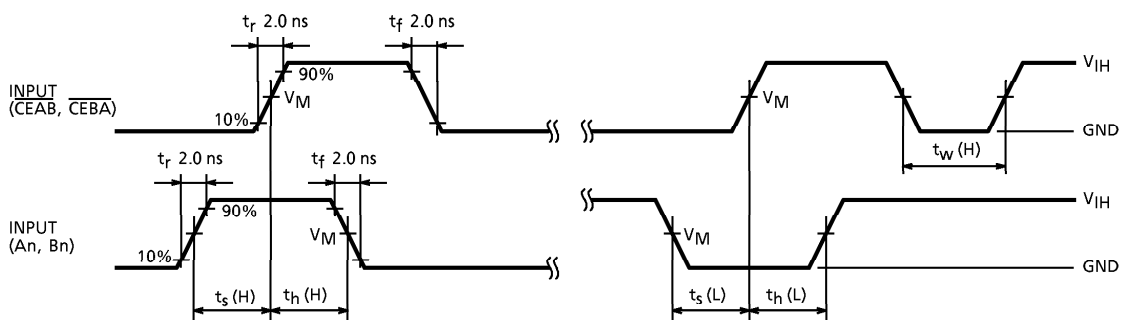 tr 2.0 ns
tf 2.0 ns
INPUT
(CEAB, CEBA)
90%
VM
10%
VM
VIH
GND
tw (H)
tr 2.0 ns
tf 2.0 ns
INPUT
(An, Bn)
90%
VM
10%
VM
VIH
GND
ts (H)
th (H)
ts (L)
th (L)